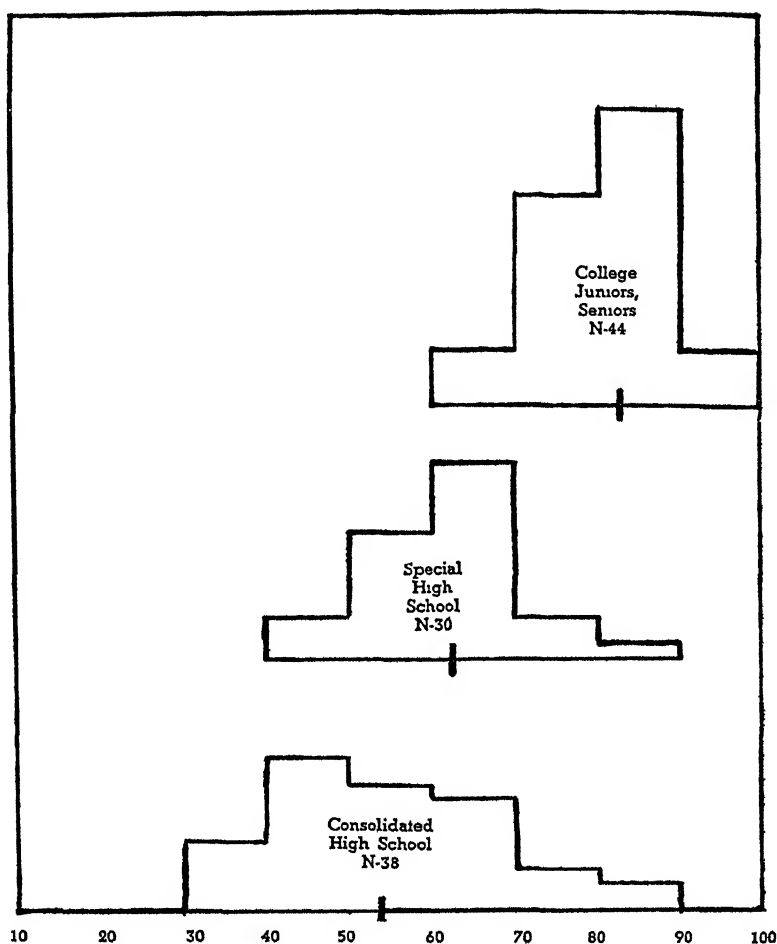 College
Juniors,
Seniors
N-44
Special
High
School
N-30
Consolidated
High School
N-38
10 20 30 40 50 60 70 80 90 100